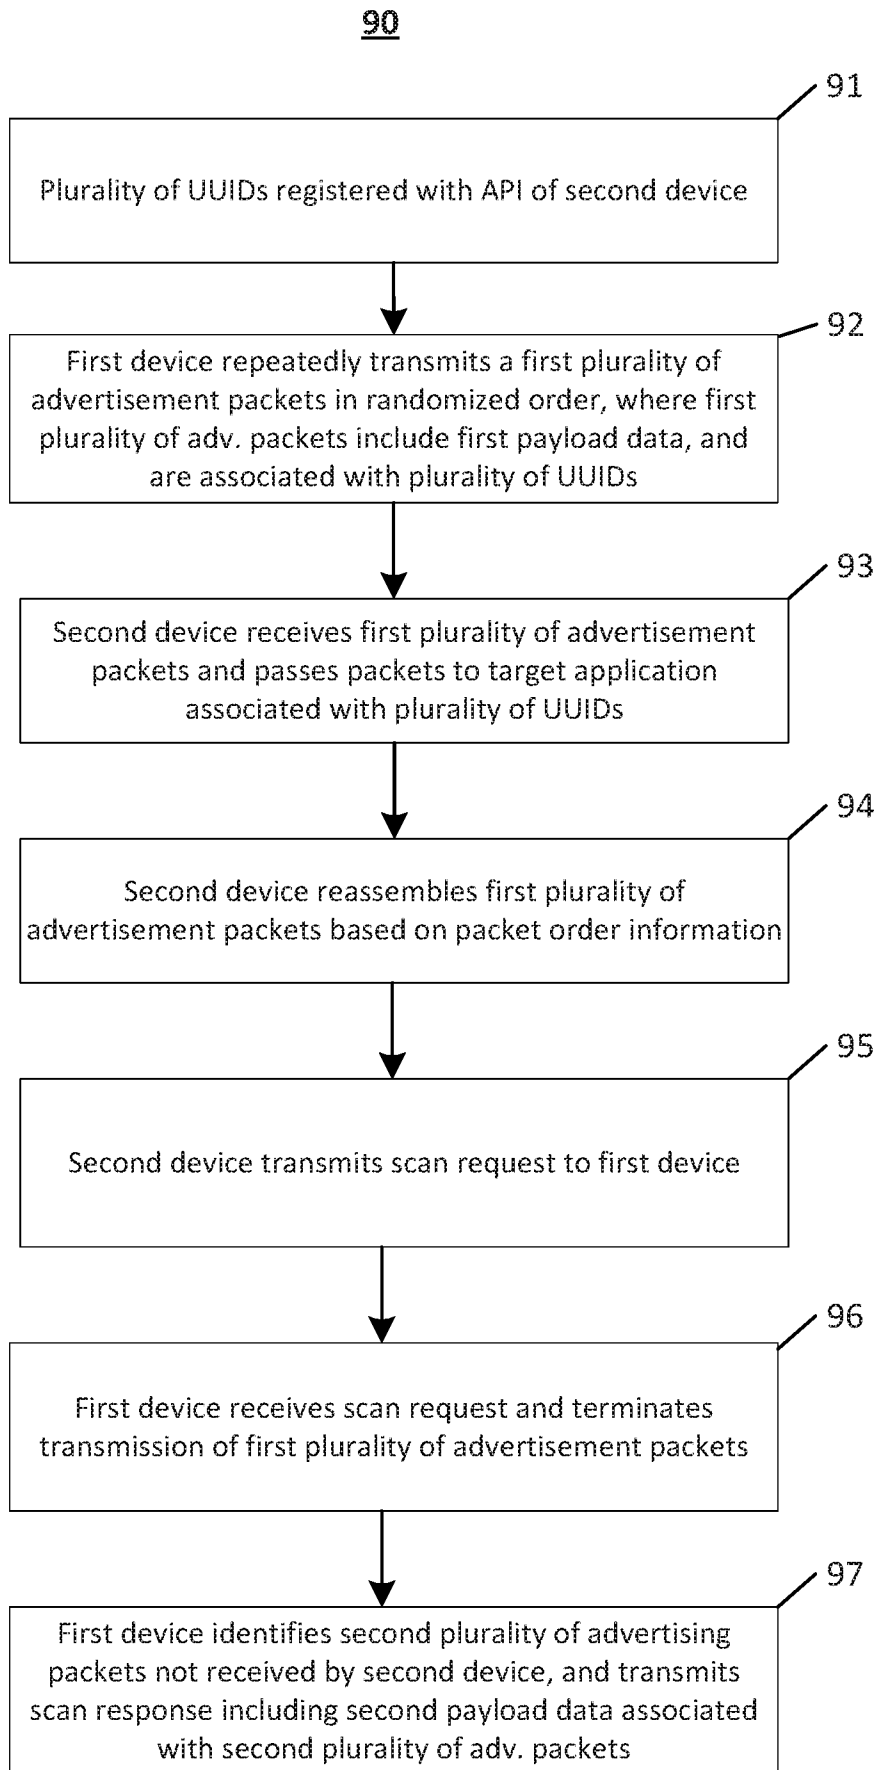 90
91
Plurality of UUIDs registered with API of second device
92
First device repeatedly transmits a first plurality of
advertisement packets in randomized order, where first
plurality of adv. packets include first payload data, and
are associated with plurality of UUIDs
93
Second device receives first plurality of advertisement
packets and passes packets to target application
associated with plurality of UUIDs
94
Second device reassembles first plurality of
advertisement packets based on packet order information
95
Second device transmits scan request to first device
96
First device receives scan request and terminates
transmission of first plurality of advertisement packets
97
First device identifies second plurality of advertising
packets not received by second device, and transmits
scan response including second payload data associated
with second plurality of adv. packets